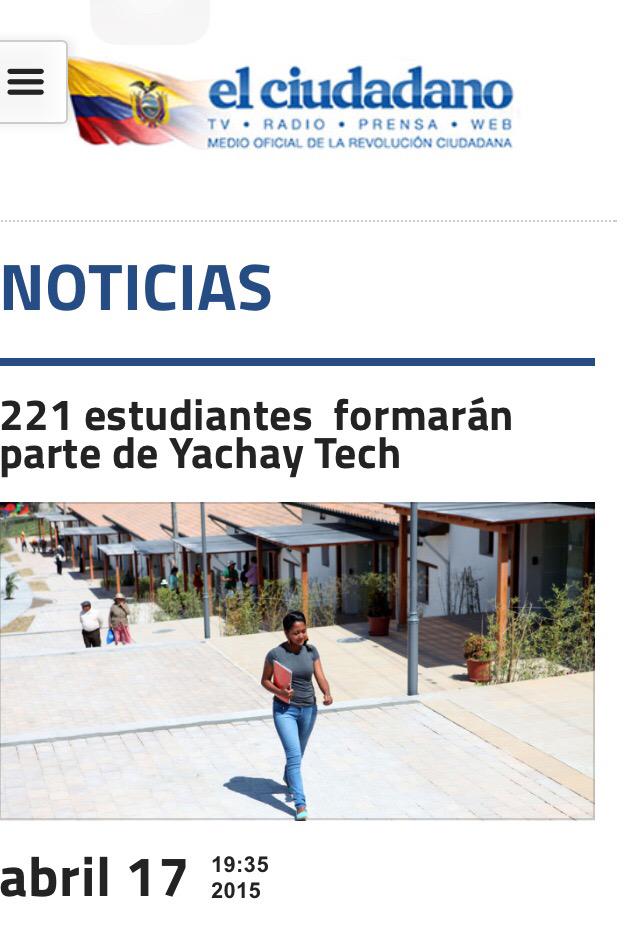 el ciudadano
TV • RADIO • PRENSA • WEB
MEDIO OFICIAL DE LA REVOLUCIÓN CIUDADANA
NOTICIAS
221 estudiantes formarán
parte de Yachay Tech
abril 17
19:35
2015